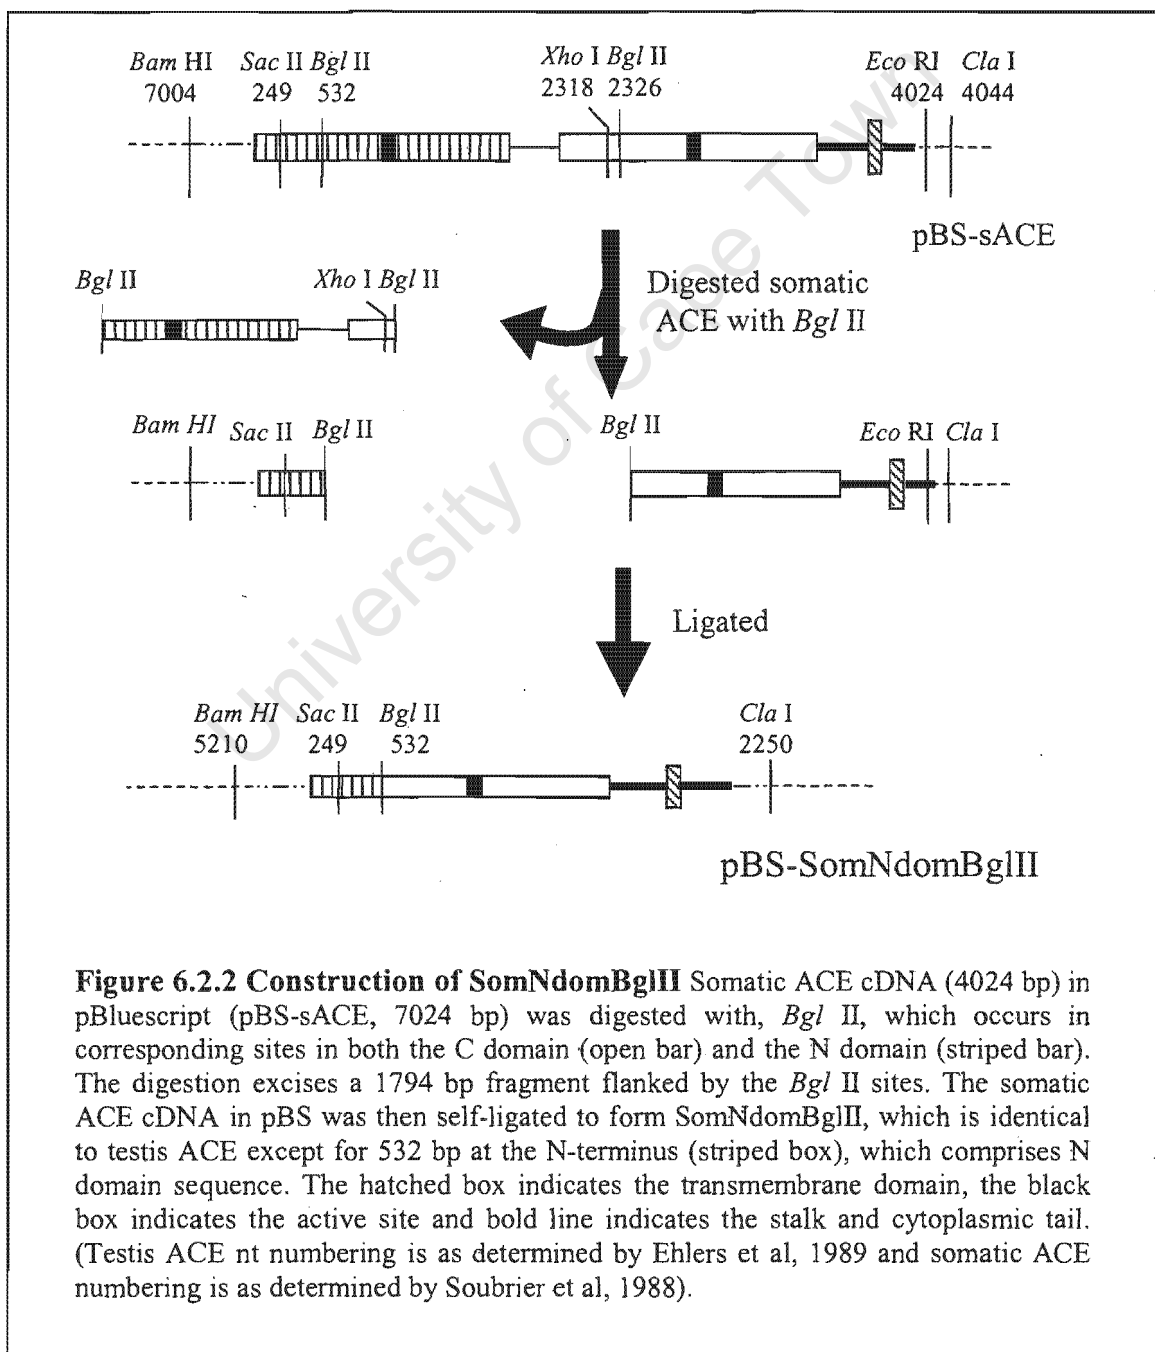 Bam HI Sac II Bgl II Xho I Bgl II Eco RI Cla I
7004 249 532 2318 2326 4024 4044
pBS-sACE
Bgl II Xho I Bgl II
Digested somatic
ACE with Bgl II
Bam HI Sac II Bgl II Bgl II Eco RI Cla I
Ligated
Bam HI Sac II Bgl II Cla I
5210 249 532 2250
pBS-SomNdomBglII
University of Cape Town
Figure 6.2.2 Construction of SomNdomBglII Somatic ACE cDNA (4024 bp) in
pBluescript (pBS-sACE, 7024 bp) was digested with, Bgl II, which occurs in
corresponding sites in both the C domain (open bar) and the N domain (striped bar).
The digestion excises a 1794 bp fragment flanked by the Bgl II sites. The somatic
ACE cDNA in pBS was then self-ligated to form SomNdomBglII, which is identical
to testis ACE except for 532 bp at the N-terminus (striped box), which comprises N
domain sequence. The hatched box indicates the transmembrane domain, the black
box indicates the active site and bold line indicates the stalk and cytoplasmic tail.
(Testis ACE nt numbering is as determined by Ehlers et al, 1989 and somatic ACE
numbering is as determined by Soubrier et al, 1988).